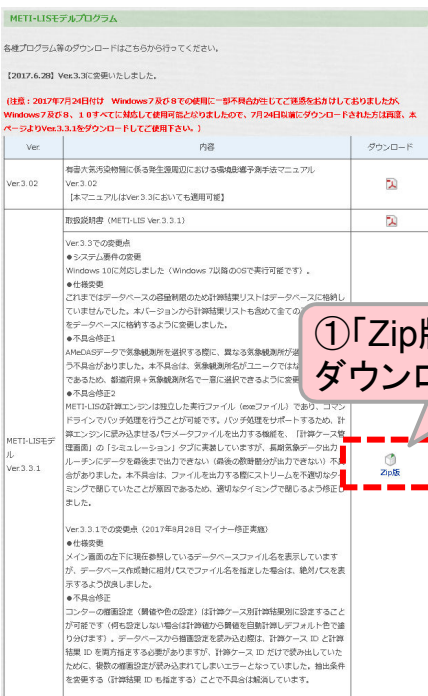 METI-LISモデルプログラム
各種プログラム等のダウンロードはこちらから行ってください。
【2017.6.28】Ver.3.3に変更いたしました。
(注意：2017年7月24日付け　Windows7及び8での使用に一部不具合が生じてご迷惑をおかけしておりましたが、
Windows7及び8、10すべてに対応して使用可能となりましたので、7月24日以前にダウンロードされた方は再度、本
ページよりVer.3.3.1をダウンロードしてご使用下さい。)
Ver. 内容 ダウンロード
有害大気汚染物質に係る発生源周辺における環境影響予測手法マニュアル
Ver.3.02 Ver.3.02
【本マニュアルはVer.3.3においても適用可能】
取扱説明書（METI-LIS Ver.3.3.1）
Ver.3.3での変更点
●システム要件の変更
Windows 10に対応しました（Windows 7以降のOSで実行可能です）。
●仕様変更
これまではデータベースの容量制限のため計算結果リストはデータベースに格納し
ていませんでした。本バージョンから計算結果リストも含めて全ての
をデータベースに格納するように変更しました。
●不具合修正1
AMeDASデータで気象観測所を選択する際に、異なる気象観測所が選
う不具合がありました。本不具合は、気象観測所名がユニークではな
であるため、都道府県＋気象観測所名で一意に選択できるように変更
●不具合修正2
METI-LISの計算エンジンは独立した実行ファイル（exeファイル）であり、コマン
ドラインでバッチ処理を行うことが可能です。バッチ処理をサポートするため、計
算エンジンに読み込ませるパラメータファイルを出力する機能を、「計算ケース管
理画面」の「シミュレーション」タブに実装していますが、長期気象データ出力
ルーチンにデータを最後まで出力できない（最後の数時間分が出力できない）不具
合がありました。本不具合は、ファイルを出力する際にストリームを不適切なタイ
ミングで閉じていたことが原因であるため、適切なタイミングで閉じるよう修正し
ました。
METI-LISモデ
ル
Ver.3.3.1
Ver.3.3.1での変更点（2017年8月28日 マイナー修正実施）
●仕様変更
メイン画面の左下に現在参照しているデータベースファイル名を表示しています
が、データベース作成時に相対パスでファイル名を指定した場合は、絶対パスを表
示するよう改良しました。
●不具合修正
コンターの描画設定（閾値や色の設定）は計算ケース別計算結果別に設定すること
が可能です（何も設定しない場合は計算値から閾値を自動計算しデフォルト色で塗
り分けます）。データベースから描画設定を読み込む際は、計算ケース ID と計算
結果 ID を両方指定する必要がありますが、計算ケース ID だけで読み出していた
ために、複数の描画設定が読み込まれてしまいエラーとなっていました。抽出条件
を変更する（計算結果 ID も指定する）ことで不具合は解消しています。
Zip版
①「Zip版
ダウンロ